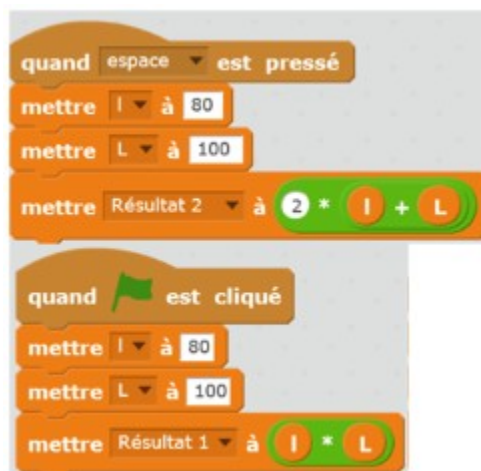 quand espace est pressé
mettre l à 80
mettre L à 100
mettre Résultat 2 à 2 * l + L
quand est cliqué
mettre l à 80
mettre L à 100
mettre Résultat 1 à l * L